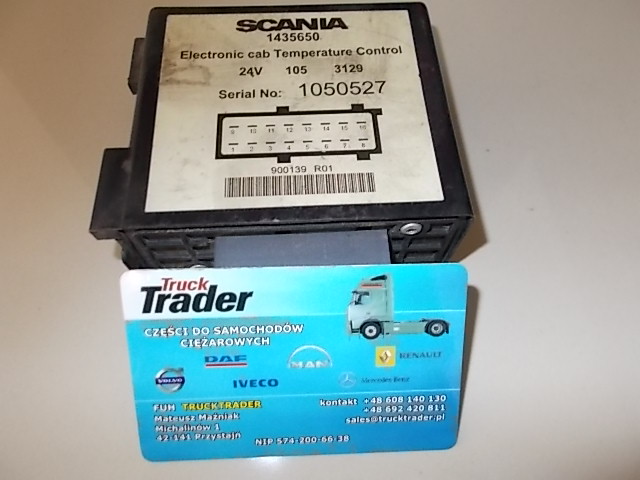 SCANIA
1435650
Electronic cab Temperature Control
24V 105 3129
Serial No: 1050527
9 10 11 12 13 14 15 16
1 2 3 4 5 6 7 8
900139 R01
Truck
Trader
CZĘŚCI DO SAMOCHODÓW
CIĘŻAROWYCH
DAF MAN RENAULT
VOLVO IVECO Mercedes-Benz
FUH TRUCKTRADER
Mateusz Maźniak
Michalinów 1
42-141 Przystajń
kontakt +48 608 140 130
+48 692 420 811
sales@trucktrader.pl
NIP 574-200-66-38